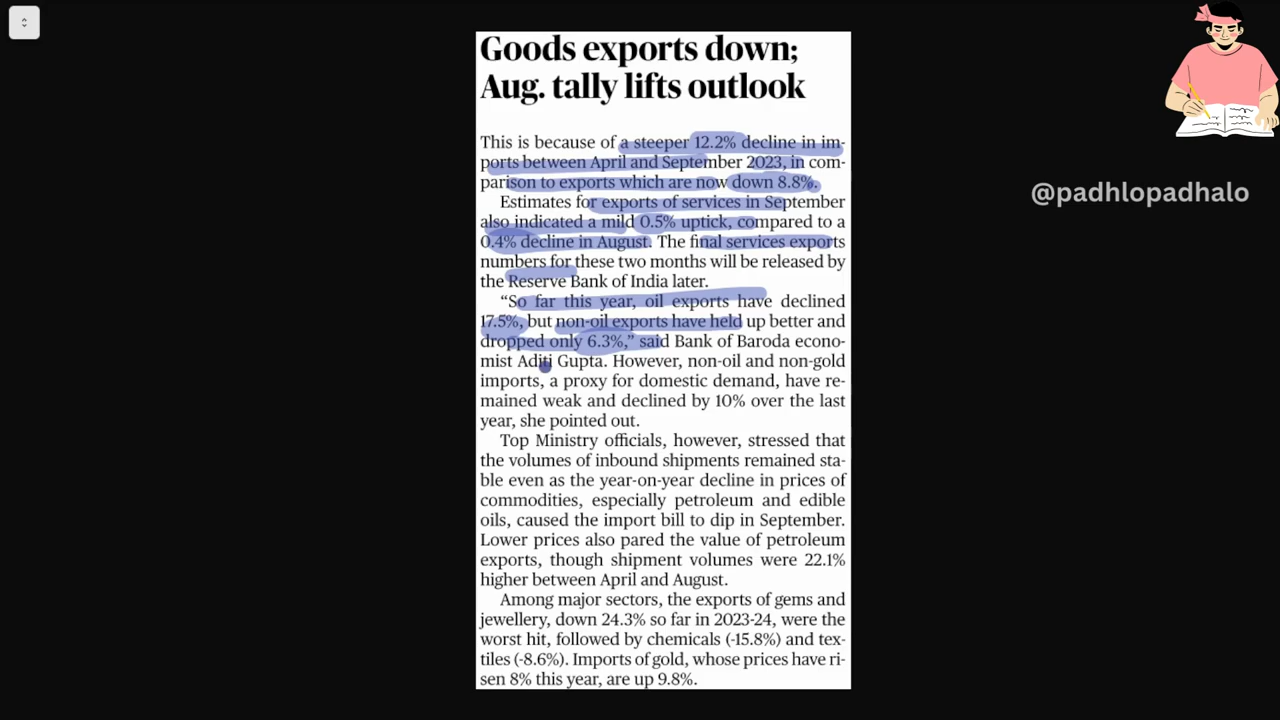 Goods exports down;
Aug. tally lifts outlook
This is because of a steeper 12.2% decline in im-
ports between April and September 2023, in com-
parison to exports which are now down 8.8%.
Estimates for exports of services in September
also indicated a mild 0.5% uptick, compared to a
0.4% decline in August. The final services exports
numbers for these two months will be released by
the Reserve Bank of India later.
“So far this year, oil exports have declined
17.5%, but non-oil exports have held up better and
dropped only 6.3%,” said Bank of Baroda econo-
mist Aditi Gupta. However, non-oil and non-gold
imports, a proxy for domestic demand, have re-
mained weak and declined by 10% over the last
year, she pointed out.
Top Ministry officials, however, stressed that
the volumes of inbound shipments remained sta-
ble even as the year-on-year decline in prices of
commodities, especially petroleum and edible
oils, caused the import bill to dip in September.
Lower prices also pared the value of petroleum
exports, though shipment volumes were 22.1%
higher between April and August.
Among major sectors, the exports of gems and
jewellery, down 24.3% so far in 2023-24, were the
worst hit, followed by chemicals (-15.8%) and tex-
tiles (-8.6%). Imports of gold, whose prices have ri-
sen 8% this year, are up 9.8%.
@padhlopadhalo